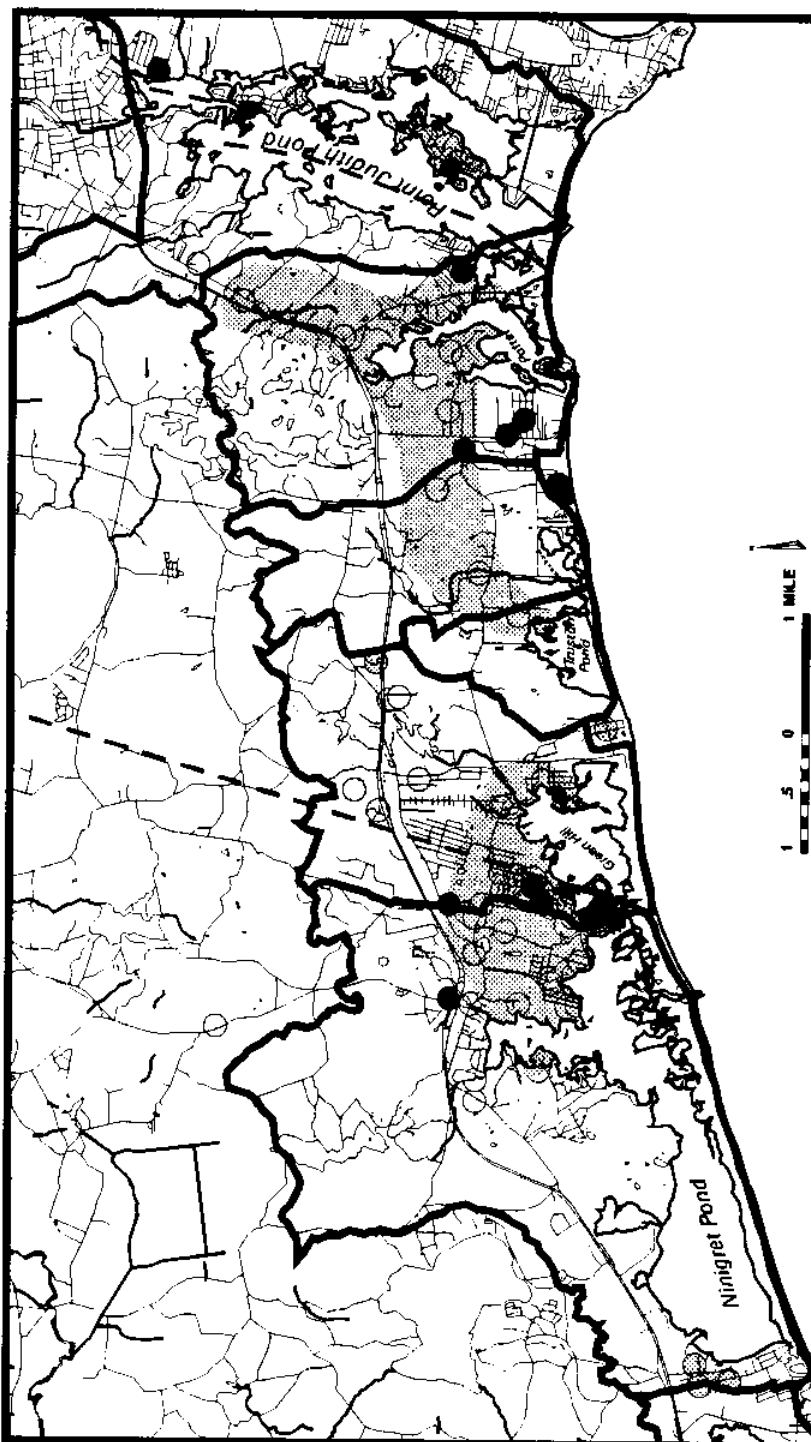 Point Judith Pond
Potter
Trustom
Pond
Green Hill
Ninigret Pond
1 .5 0 1 MILE